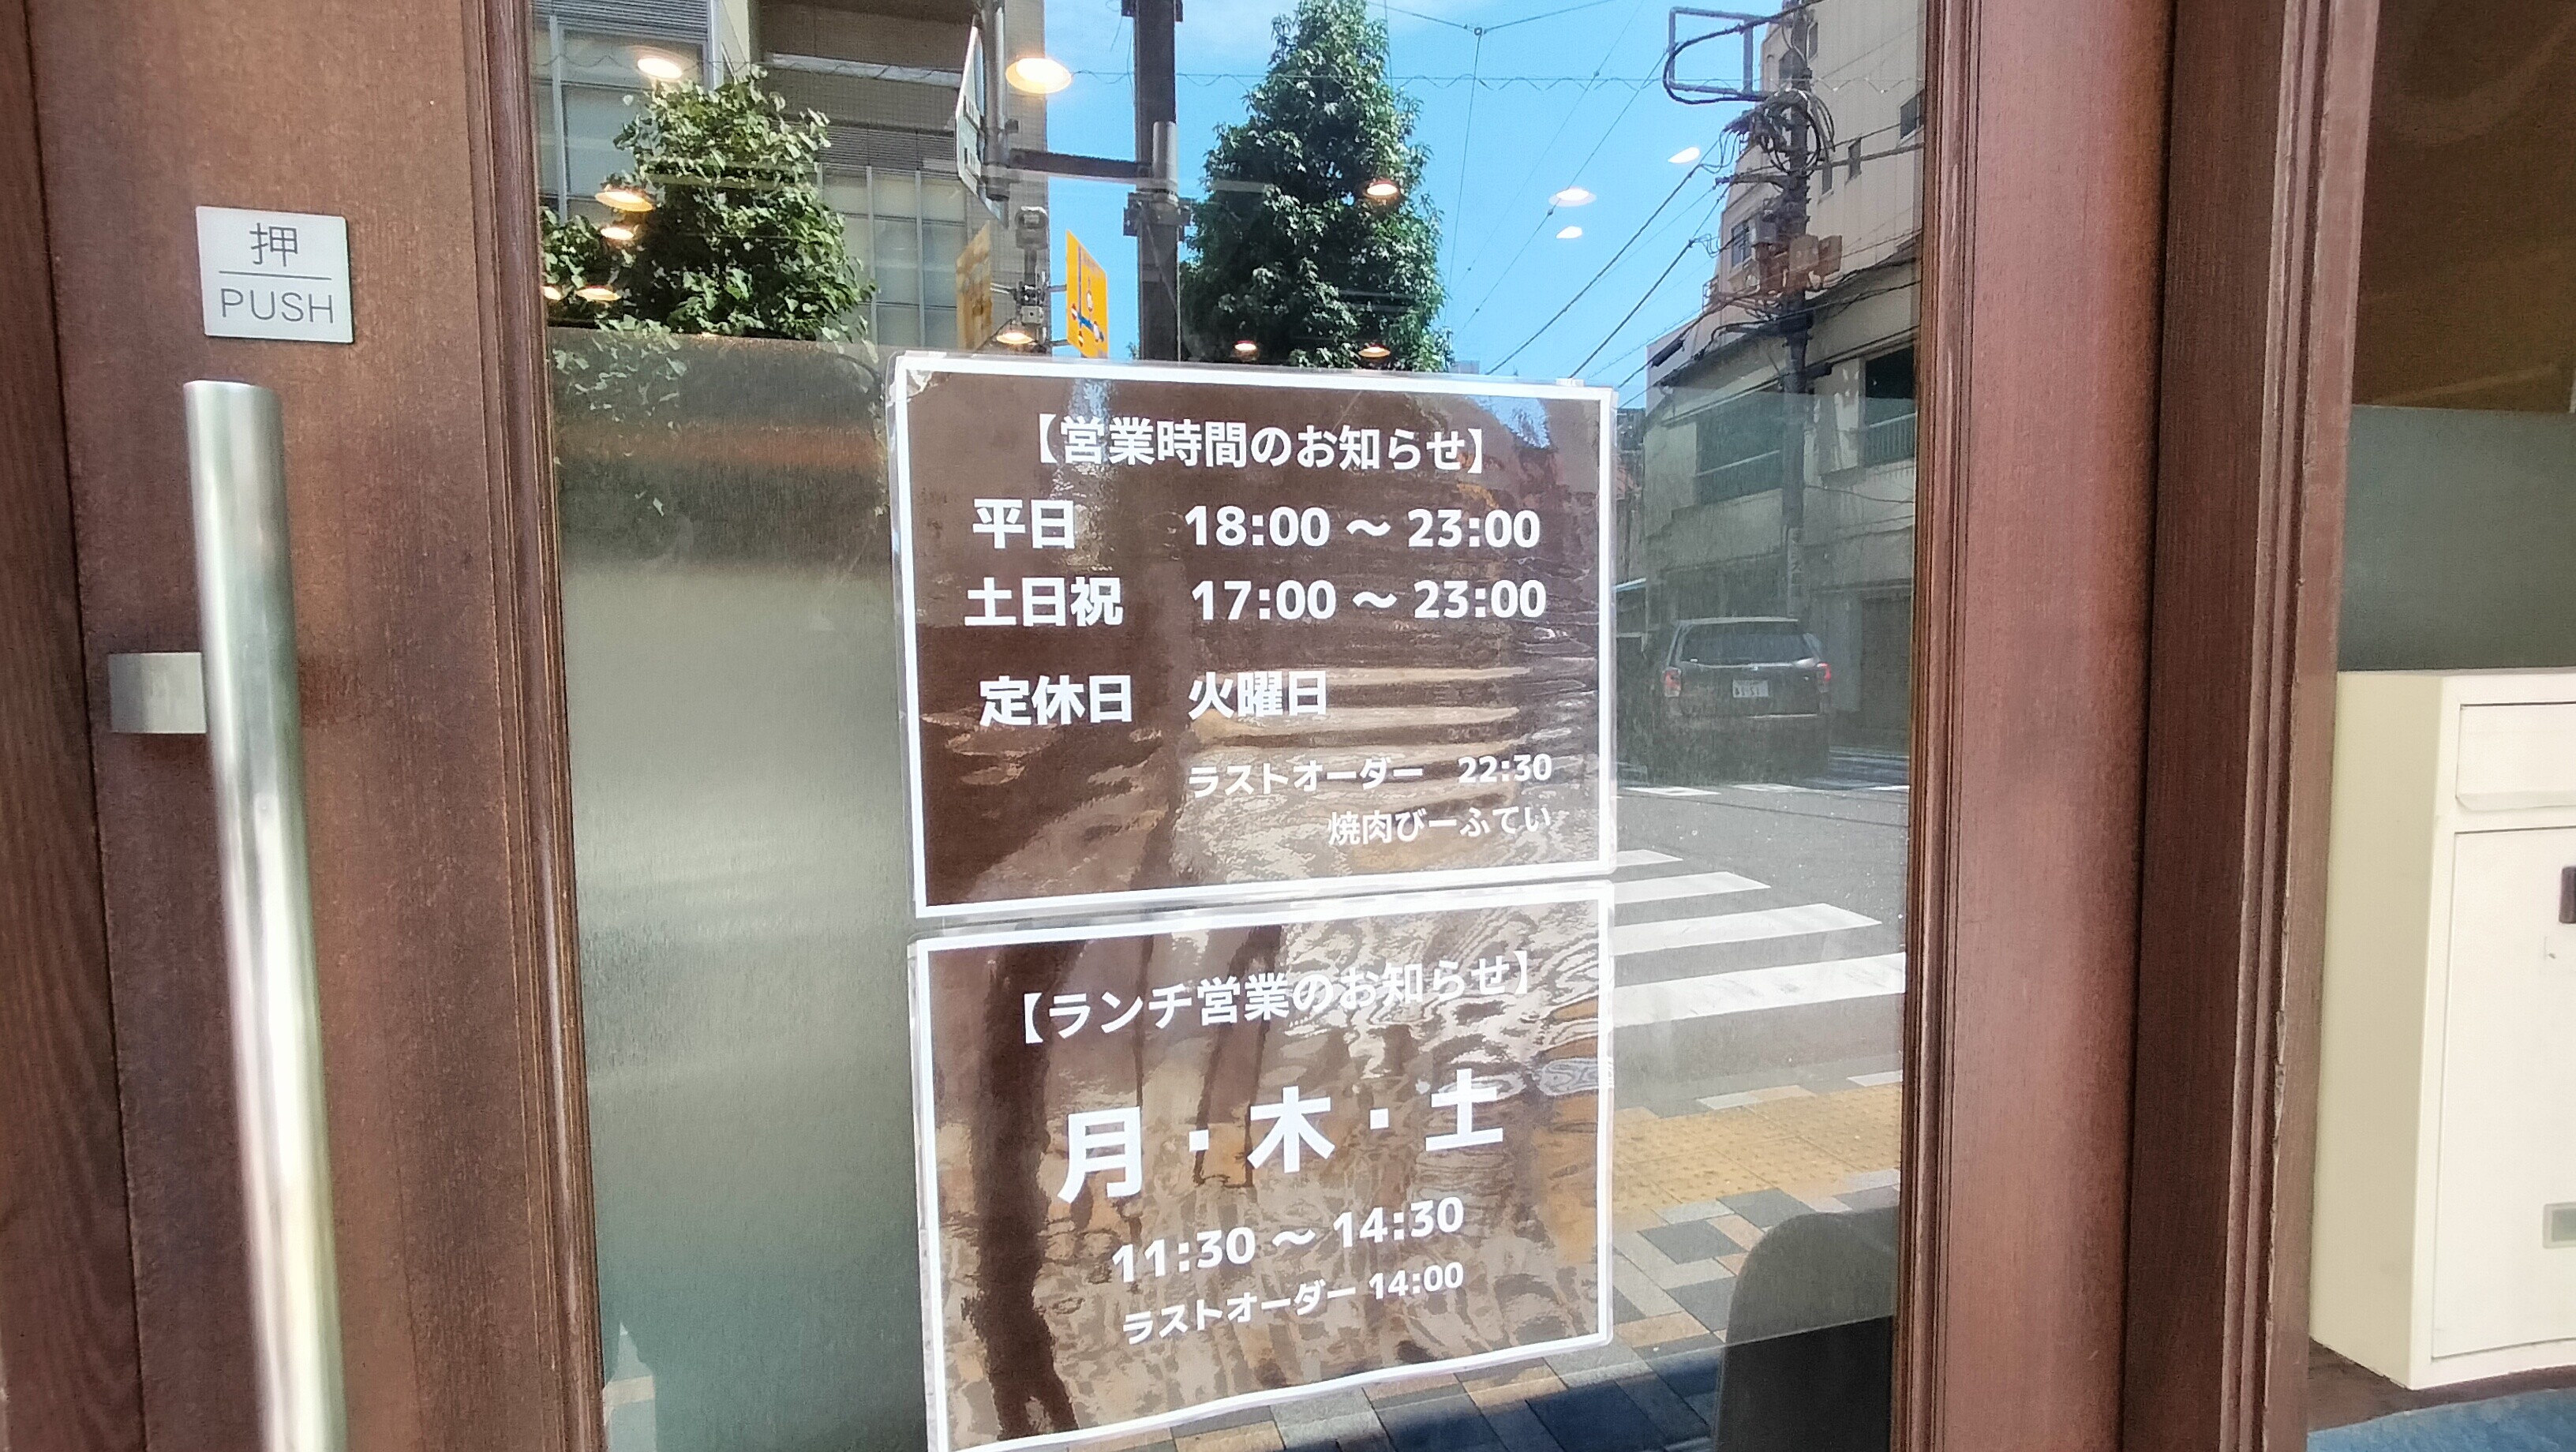 押
PUSH
【営業時間のお知らせ】
平日 18:00 ～ 23:00
土日祝 17:00 ～ 23:00
定休日 火曜日
ラストオーダー 22:30
焼肉びーふてい
【ランチ営業のお知らせ】
月・木・土
11:30 ～ 14:30
ラストオーダー 14:00